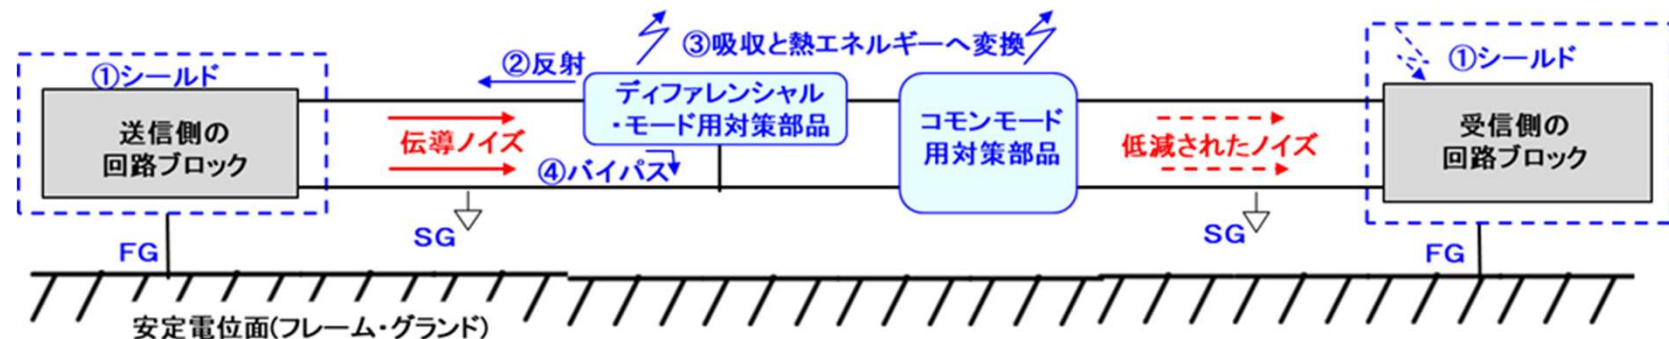 ③吸収と熱エネルギーへ変換
②反射
①シールド
①シールド
送信側の
回路ブロック
伝導ノイズ
ディファレンシャル
・モード用対策部品
④バイパス
コモンモード
用対策部品
低減されたノイズ
受信側の
回路ブロック
SG
SG
FG
FG
安定電位面(フレーム・グランド)